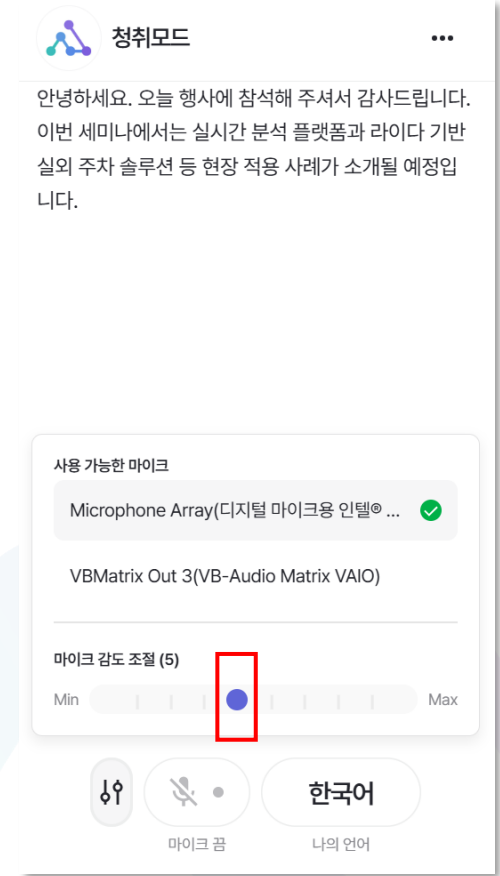 청취모드
안녕하세요. 오늘 행사에 참석해 주셔서 감사드립니다.
이번 세미나에서는 실시간 분석 플랫폼과 라이다 기반
실외 주차 솔루션 등 현장 적용 사례가 소개될 예정입
니다.
사용 가능한 마이크
Microphone Array(디지털 마이크용 인텔® ...
VBMatrix Out 3(VB-Audio Matrix VAIO)
마이크 감도 조절 (5)
Min Max
한국어
마이크 끔 나의 언어